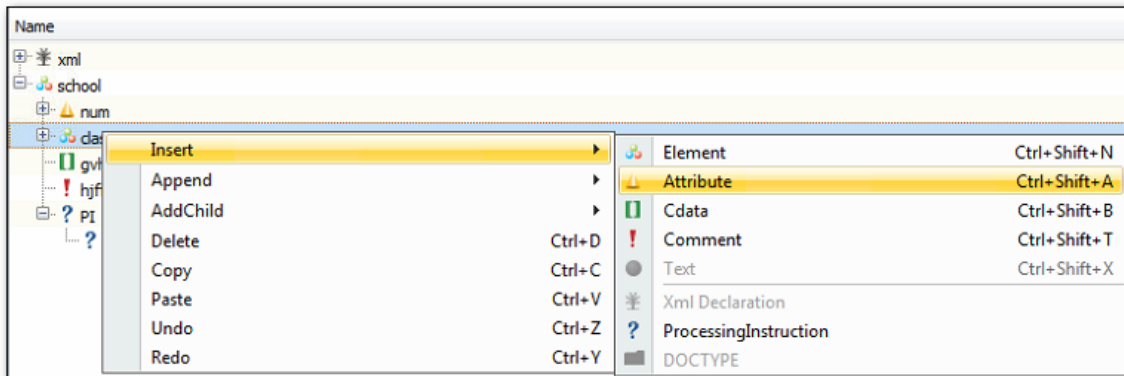 Name
xml
school
num
Insert
Append
AddChild
Delete Ctrl+D
Copy Ctrl+C
Paste Ctrl+V
Undo Ctrl+Z
Redo Ctrl+Y
PI
Element Ctrl+Shift+N
Attribute Ctrl+Shift+A
Cdata Ctrl+Shift+B
Comment Ctrl+Shift+T
Text Ctrl+Shift+X
Xml Declaration
ProcessingInstruction
DOCTYPE